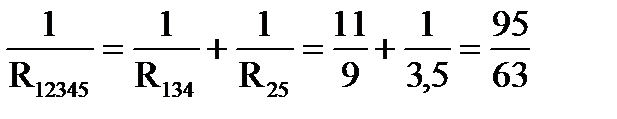 1/R₁₂₃₄₅ = 1/R₁₃₄ + 1/R₂₅ = 11/9 + 1/3,5 = 95/63